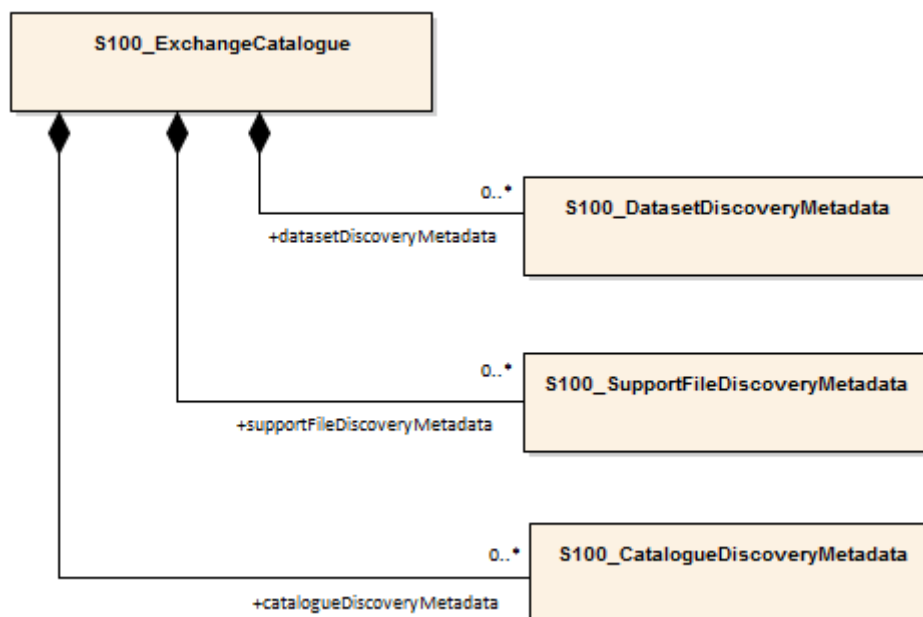 S100_ExchangeCatalogue
0..*
S100_DatasetDiscoveryMetadata
+datasetDiscoveryMetadata
0..*
S100_SupportFileDiscoveryMetadata
+supportFileDiscoveryMetadata
0..*
S100_CatalogueDiscoveryMetadata
+catalogueDiscoveryMetadata